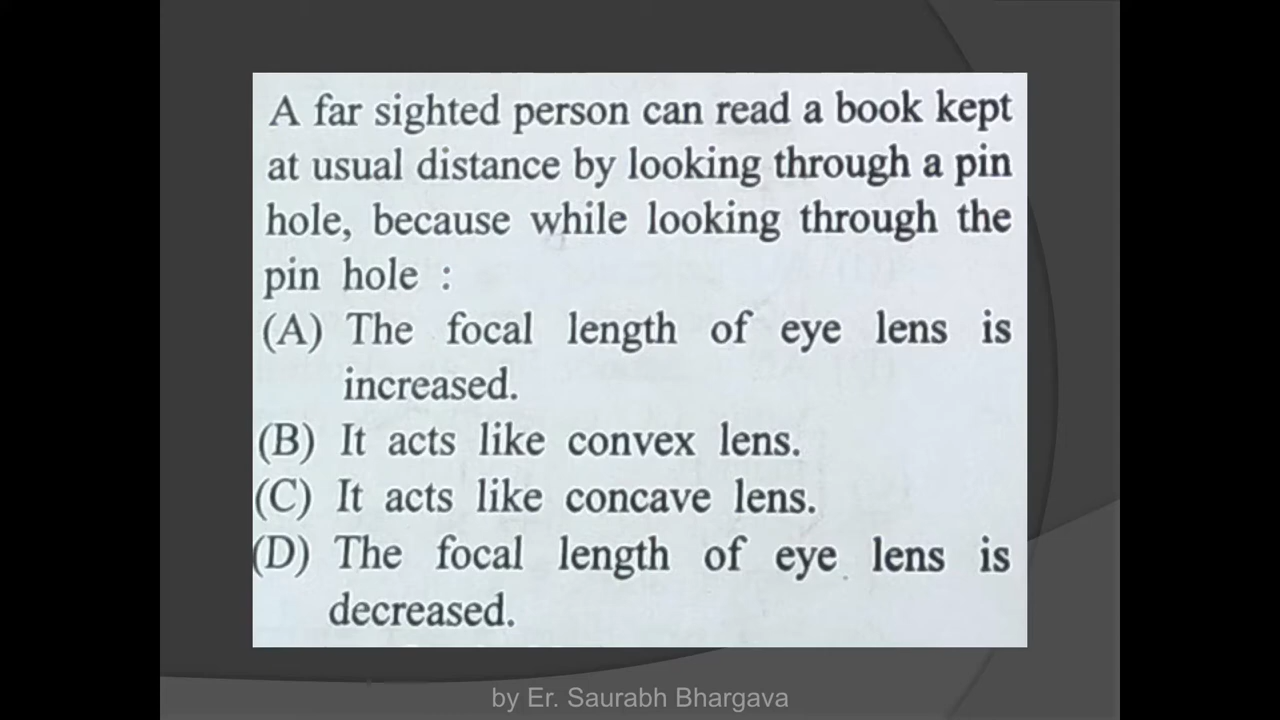 A far sighted person can read a book kept
at usual distance by looking through a pin
hole, because while looking through the
pin hole :
(A) The focal length of eye lens is
increased.
(B) It acts like convex lens.
(C) It acts like concave lens.
(D) The focal length of eye lens is
decreased.
by Er. Saurabh Bhargava